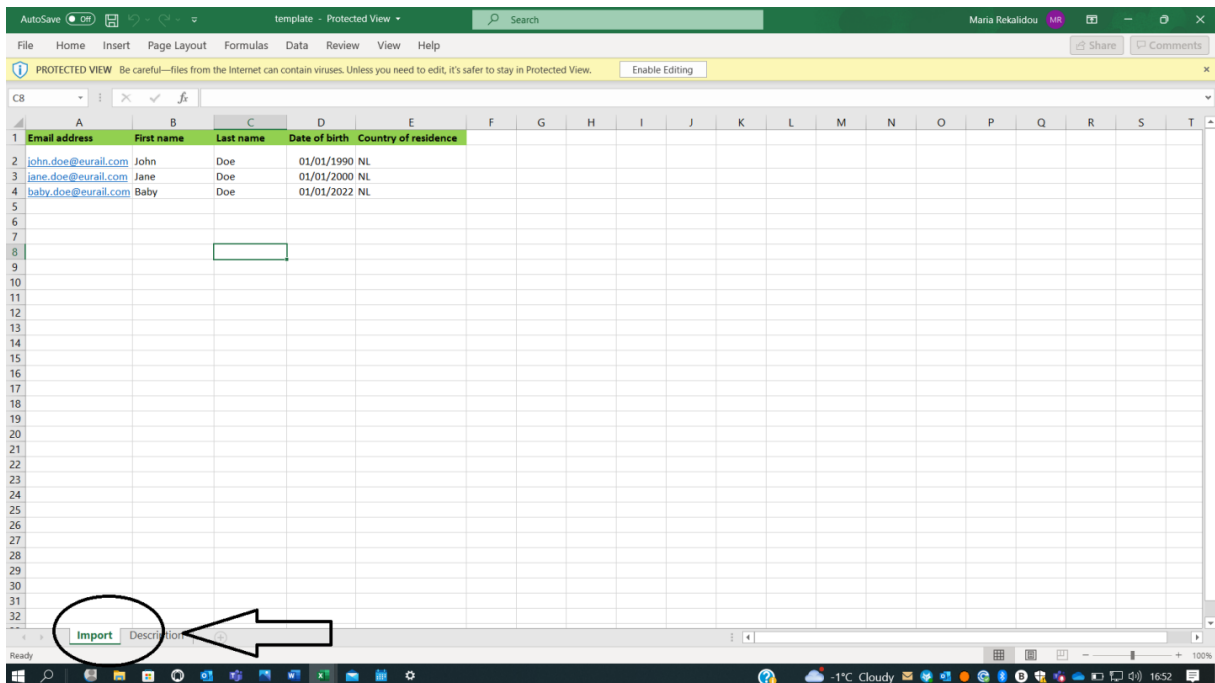 AutoSave Off template - Protected View Search Maria Rekalidou MR
File Home Insert Page Layout Formulas Data Review View Help Share Comments
PROTECTED VIEW Be careful—files from the Internet can contain viruses. Unless you need to edit, it's safer to stay in Protected View. Enable Editing
C8 fx
A B C D E F G H I J K L M N O P Q R S T
1 Email address First name Last name Date of birth Country of residence
2 john.doe@eurail.com John Doe 01/01/1990 NL
3 jane.doe@eurail.com Jane Doe 01/01/2000 NL
4 baby.doe@eurail.com Baby Doe 01/01/2022 NL
5
6
7
8
9
10
11
12
13
14
15
16
17
18
19
20
21
22
23
24
25
26
27
28
29
30
31
32
Import Description
Ready 100%
-1°C Cloudy 16:52